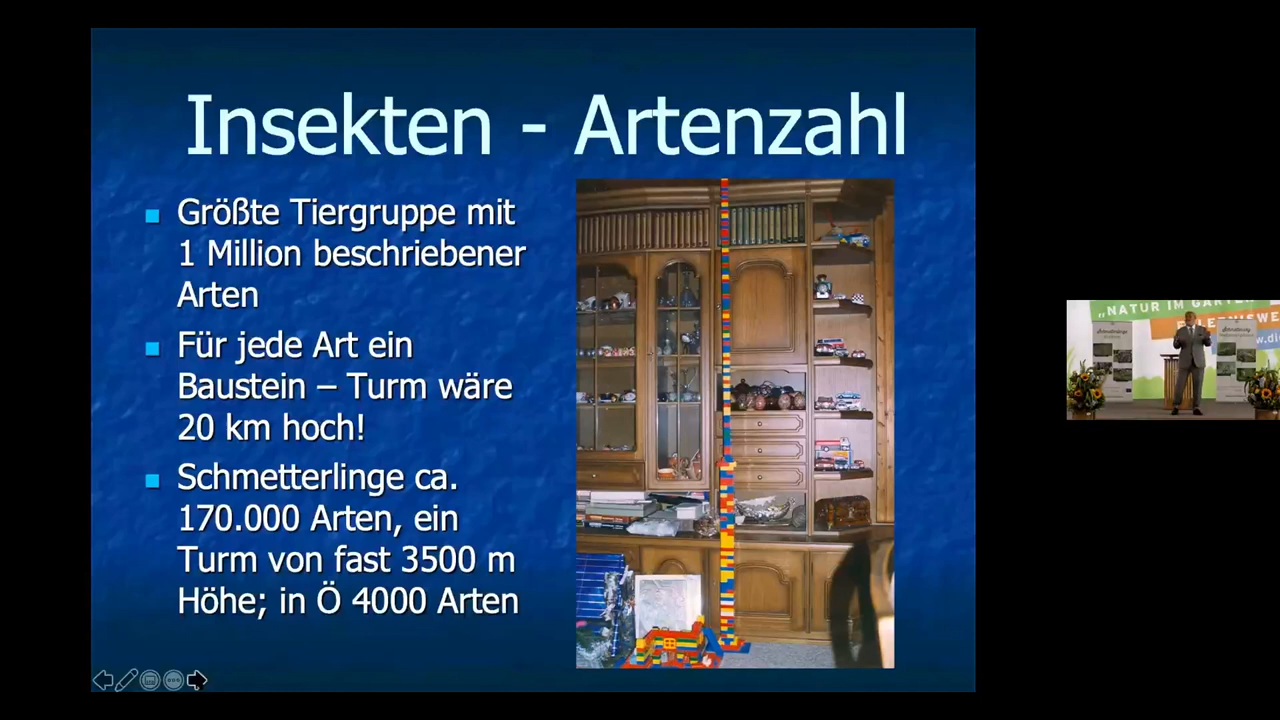 Insekten - Artenzahl
Größte Tiergruppe mit
1 Million beschriebener
Arten
Für jede Art ein
Baustein – Turm wäre
20 km hoch!
Schmetterlinge ca.
170.000 Arten, ein
Turm von fast 3500 m
Höhe; in Ö 4000 Arten
„NATUR IM GARTEN